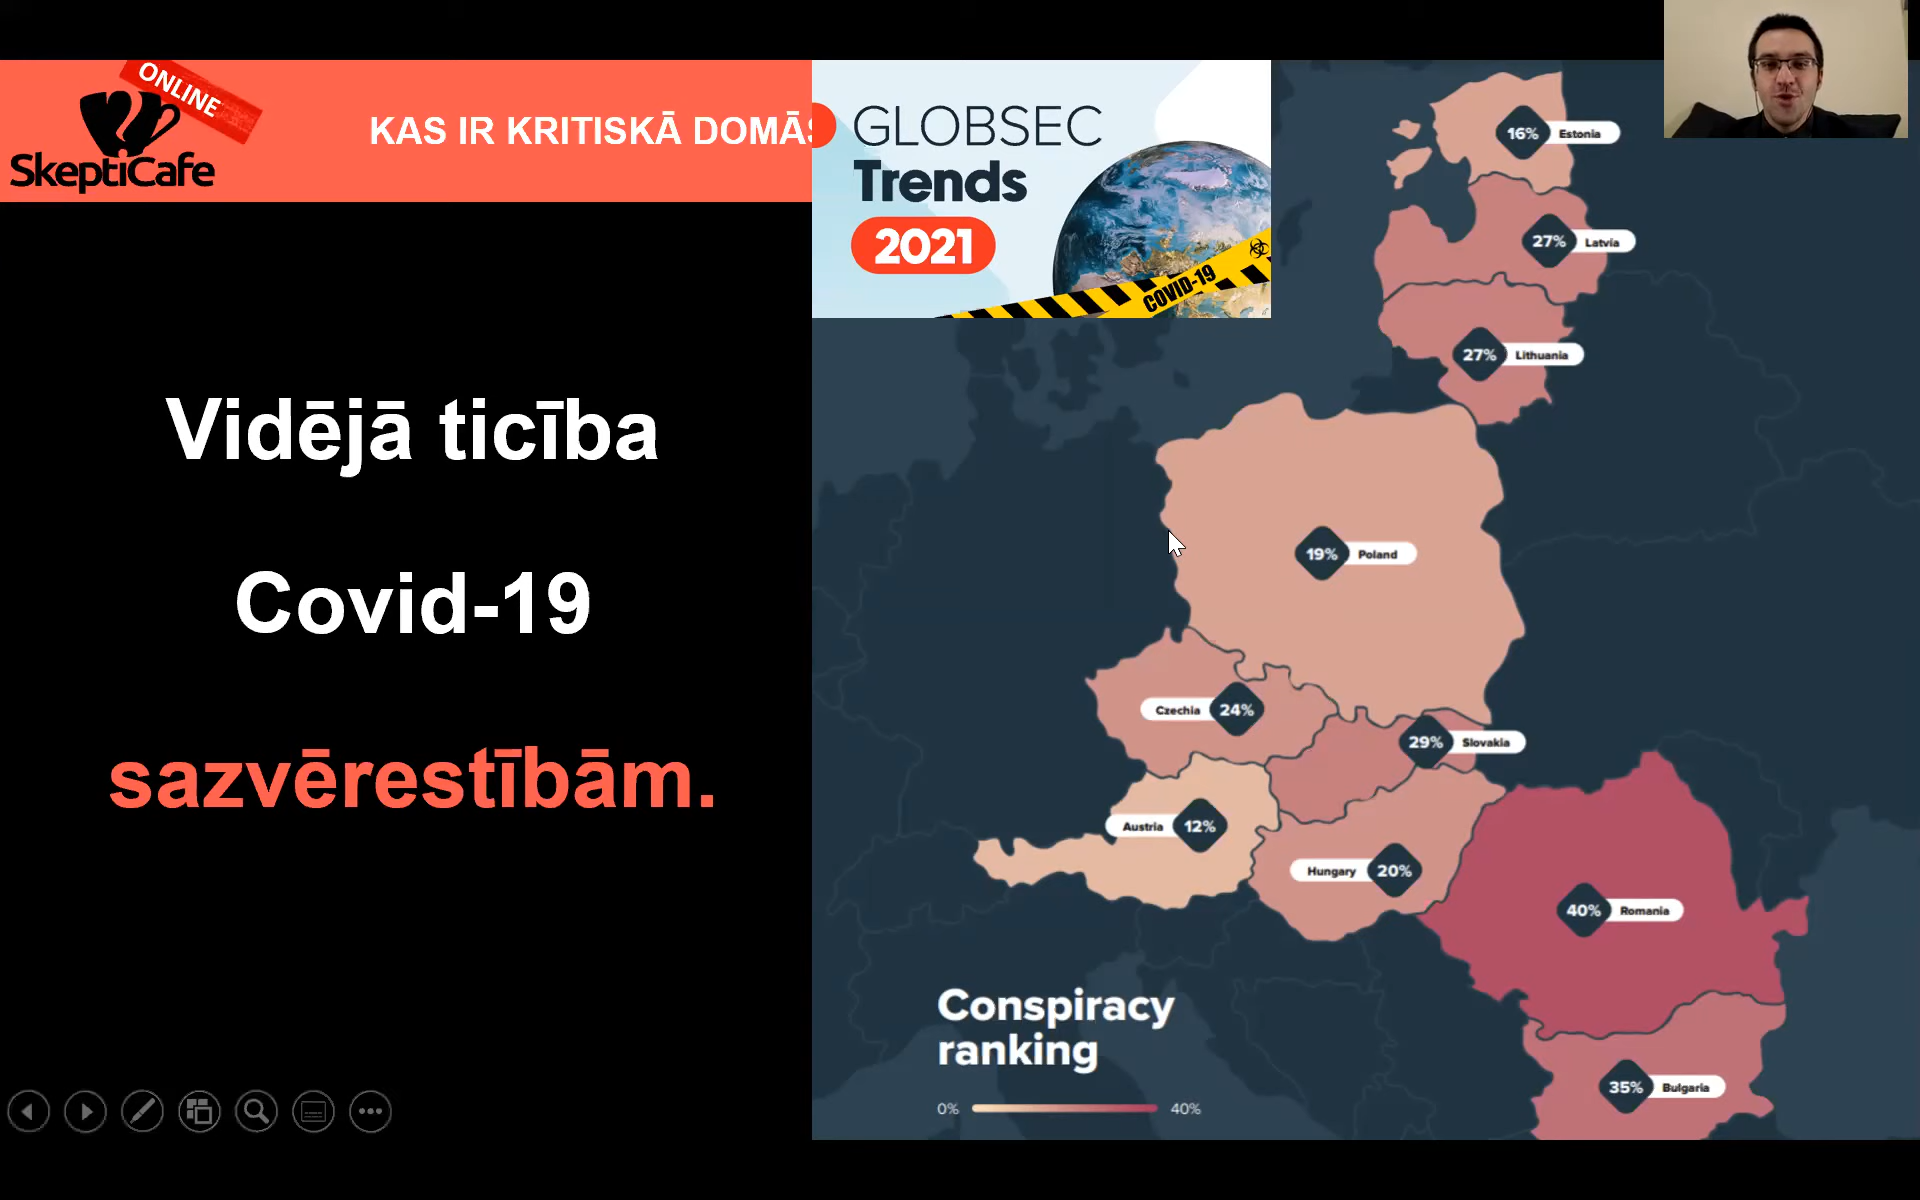 ONLINE
SkeptiCafe
KAS IR KRITISKĀ DOMĀS
GLOBSEC
Trends
2021
COVID-19
Vidējā ticība
Covid-19
sazvērestībām.
16% Estonia
27% Latvia
27% Lithuania
19% Poland
Czechia 24%
29% Slovakia
Austria 12%
Hungary 20%
40% Romania
35% Bulgaria
Conspiracy
ranking
0% 40%